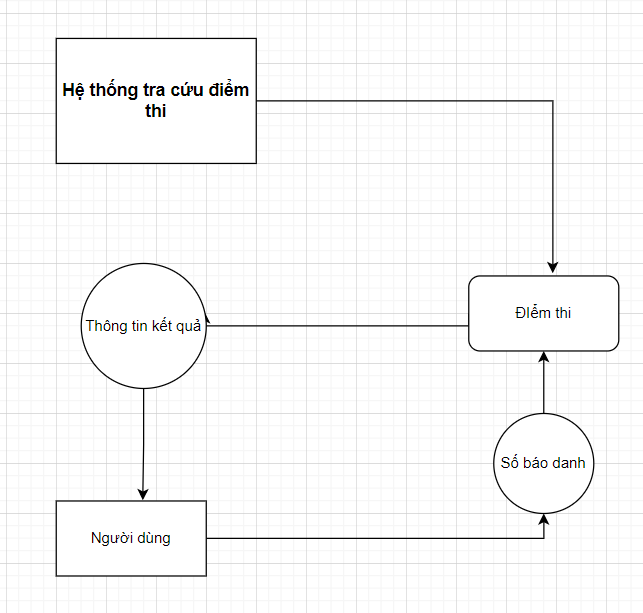 Hệ thống tra cứu điểm
thi
Thông tin kết quả
ĐIểm thi
Số báo danh
Người dùng